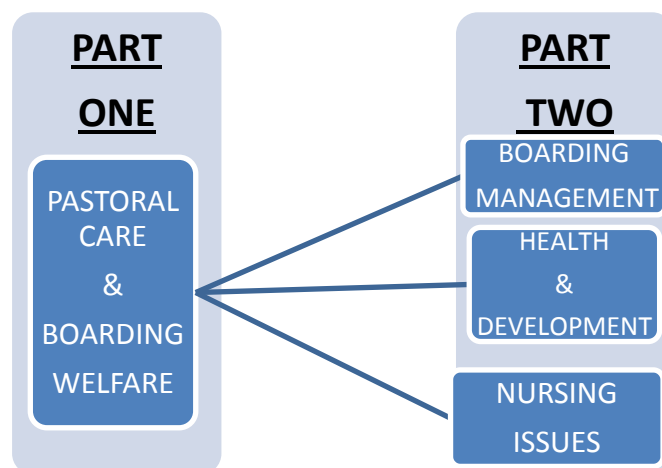 PART
ONE
PASTORAL
CARE
&
BOARDING
WELFARE
PART
TWO
BOARDING
MANAGEMENT
HEALTH
&
DEVELOPMENT
NURSING
ISSUES